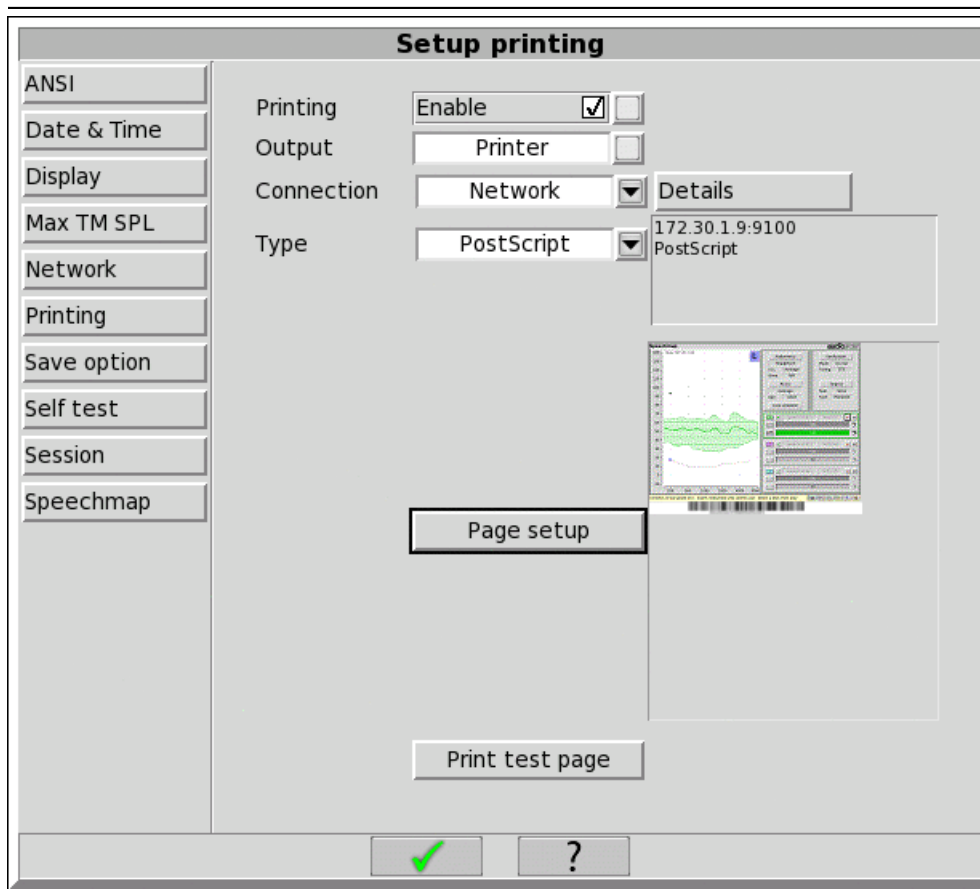 Setup printing
ANSI
Date & Time
Display
Max TM SPL
Network
Printing
Save option
Self test
Session
Speechmap
Printing Enable
Output Printer
Connection Network Details
Type PostScript
172.30.1.9:9100
PostScript
Page setup
Print test page
?